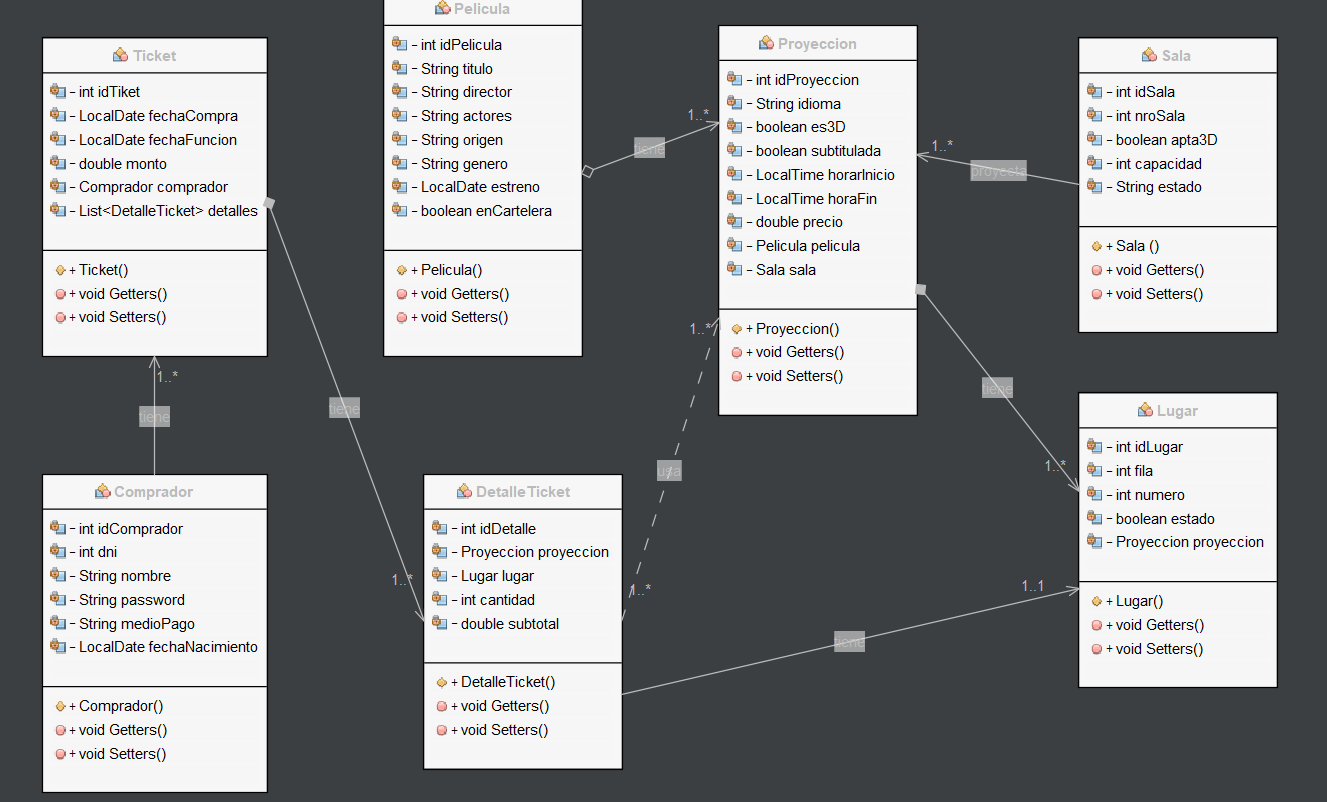 Ticket
- int idTiket
- LocalDate fechaCompra
- LocalDate fechaFuncion
- double monto
- Comprador comprador
- List<DetalleTicket> detalles
+ Ticket()
+ void Getters()
+ void Setters()
Pelicula
- int idPelicula
- String titulo
- String director
- String actores
- String origen
- String genero
- LocalDate estreno
- boolean enCartelera
+ Pelicula()
+ void Getters()
+ void Setters()
tiene
1..*
Proyeccion
- int idProyeccion
- String idioma
- boolean es3D
- boolean subtitulada
- LocalTime horarInicio
- LocalTime horaFin
- double precio
- Pelicula pelicula
- Sala sala
+ Proyeccion()
+ void Getters()
+ void Setters()
1..*
proyecta
Sala
- int idSala
- int nroSala
- boolean apta3D
- int capacidad
- String estado
+ Sala ()
+ void Getters()
+ void Setters()
1..*
tiene
tiene
1..*
usa
1..*
1..*
tiene
1..*
Comprador
- int idComprador
- int dni
- String nombre
- String password
- String medioPago
- LocalDate fechaNacimiento
+ Comprador()
+ void Getters()
+ void Setters()
DetalleTicket
- int idDetalle
- Proyeccion proyeccion
- Lugar lugar
- int cantidad
- double subtotal
+ DetalleTicket()
+ void Getters()
+ void Setters()
tiene
1..1
Lugar
- int idLugar
- int fila
- int numero
- boolean estado
- Proyeccion proyeccion
+ Lugar()
+ void Getters()
+ void Setters()